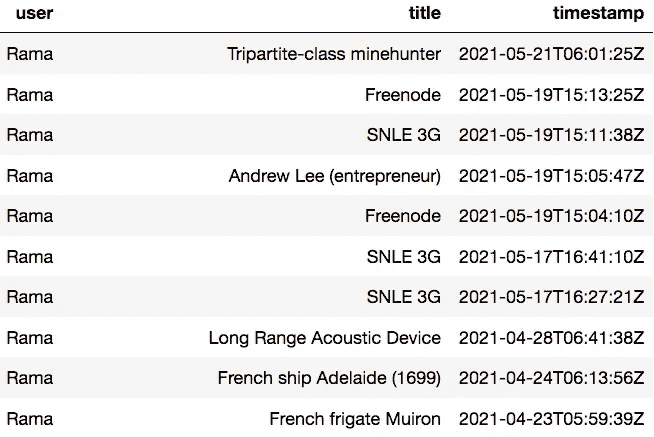 user title timestamp
Rama Tripartite-class minehunter 2021-05-21T06:01:25Z
Rama Freenode 2021-05-19T15:13:25Z
Rama SNLE 3G 2021-05-19T15:11:38Z
Rama Andrew Lee (entrepreneur) 2021-05-19T15:05:47Z
Rama Freenode 2021-05-19T15:04:10Z
Rama SNLE 3G 2021-05-17T16:41:10Z
Rama SNLE 3G 2021-05-17T16:27:21Z
Rama Long Range Acoustic Device 2021-04-28T06:41:38Z
Rama French ship Adelaide (1699) 2021-04-24T06:13:56Z
Rama French frigate Muiron 2021-04-23T05:59:39Z